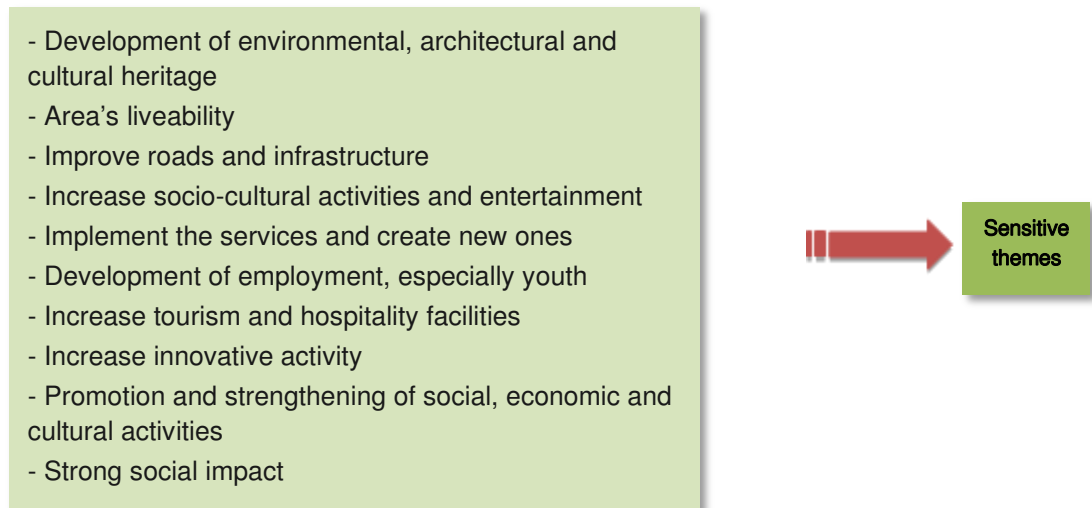 - Development of environmental, architectural and
cultural heritage
- Area’s liveability
- Improve roads and infrastructure
- Increase socio-cultural activities and entertainment
- Implement the services and create new ones
- Development of employment, especially youth
- Increase tourism and hospitality facilities
- Increase innovative activity
- Promotion and strengthening of social, economic and
cultural activities
- Strong social impact
Sensitive
themes